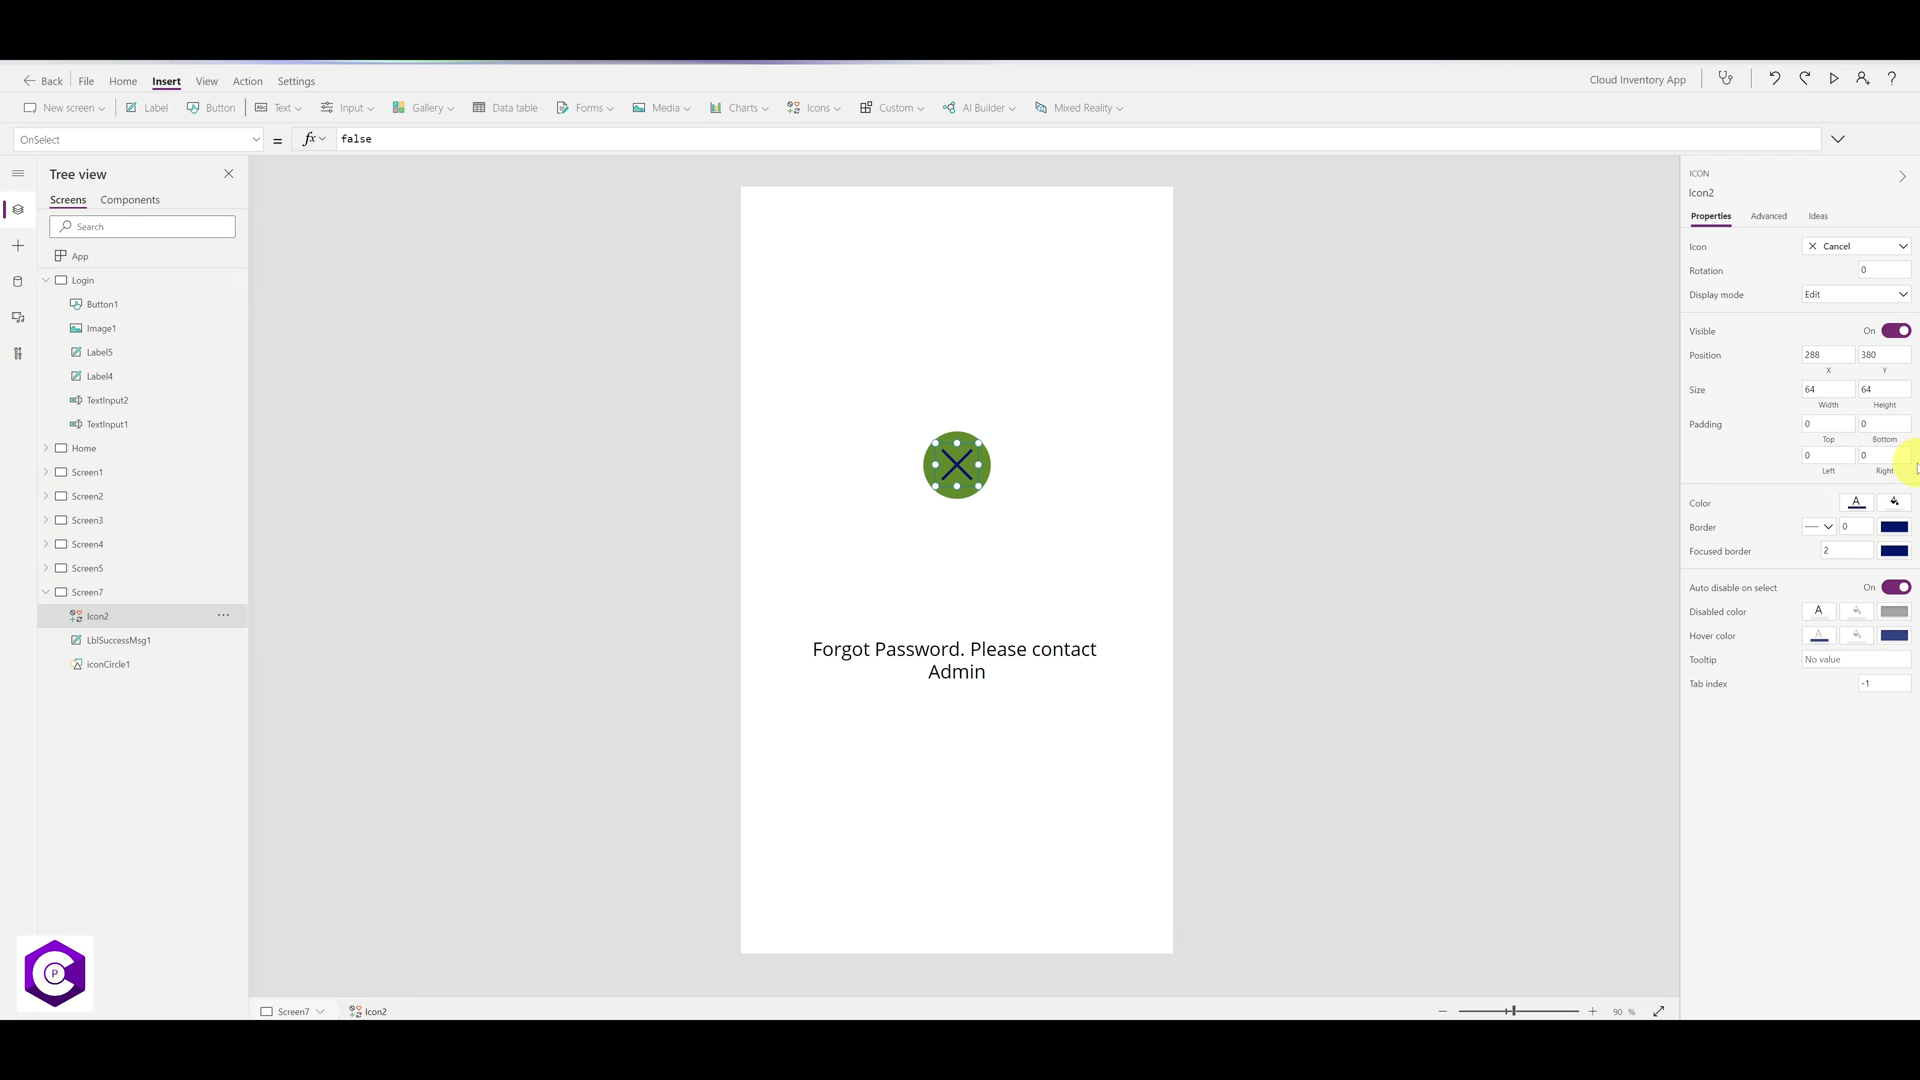 Back File Home Insert View Action Settings Cloud Inventory App ?
New screen Label Button Abc Text Input Gallery Data table Forms Media Charts Icons Custom AI Builder Mixed Reality
OnSelect = fx false
Tree view
Screens Components
Search
App
Login
Button1
Image1
Label5
Label4
TextInput2
TextInput1
Home
Screen1
Screen2
Screen3
Screen4
Screen5
Screen7
Icon2 ...
LblSuccessMsg1
iconCircle1
C P
Forgot Password. Please contact
Admin
Screen7 Icon2 90 %
ICON
Icon2
Properties Advanced Ideas
Icon Cancel
Rotation 0
Display mode Edit
Visible On
Position 288 380
X Y
Size 64 64
Width Height
Padding 0 0
Top Bottom
0 0
Left Right
Color A
Border 0
Focused border 2
Auto disable on select On
Disabled color A
Hover color A
Tooltip No value
Tab index -1